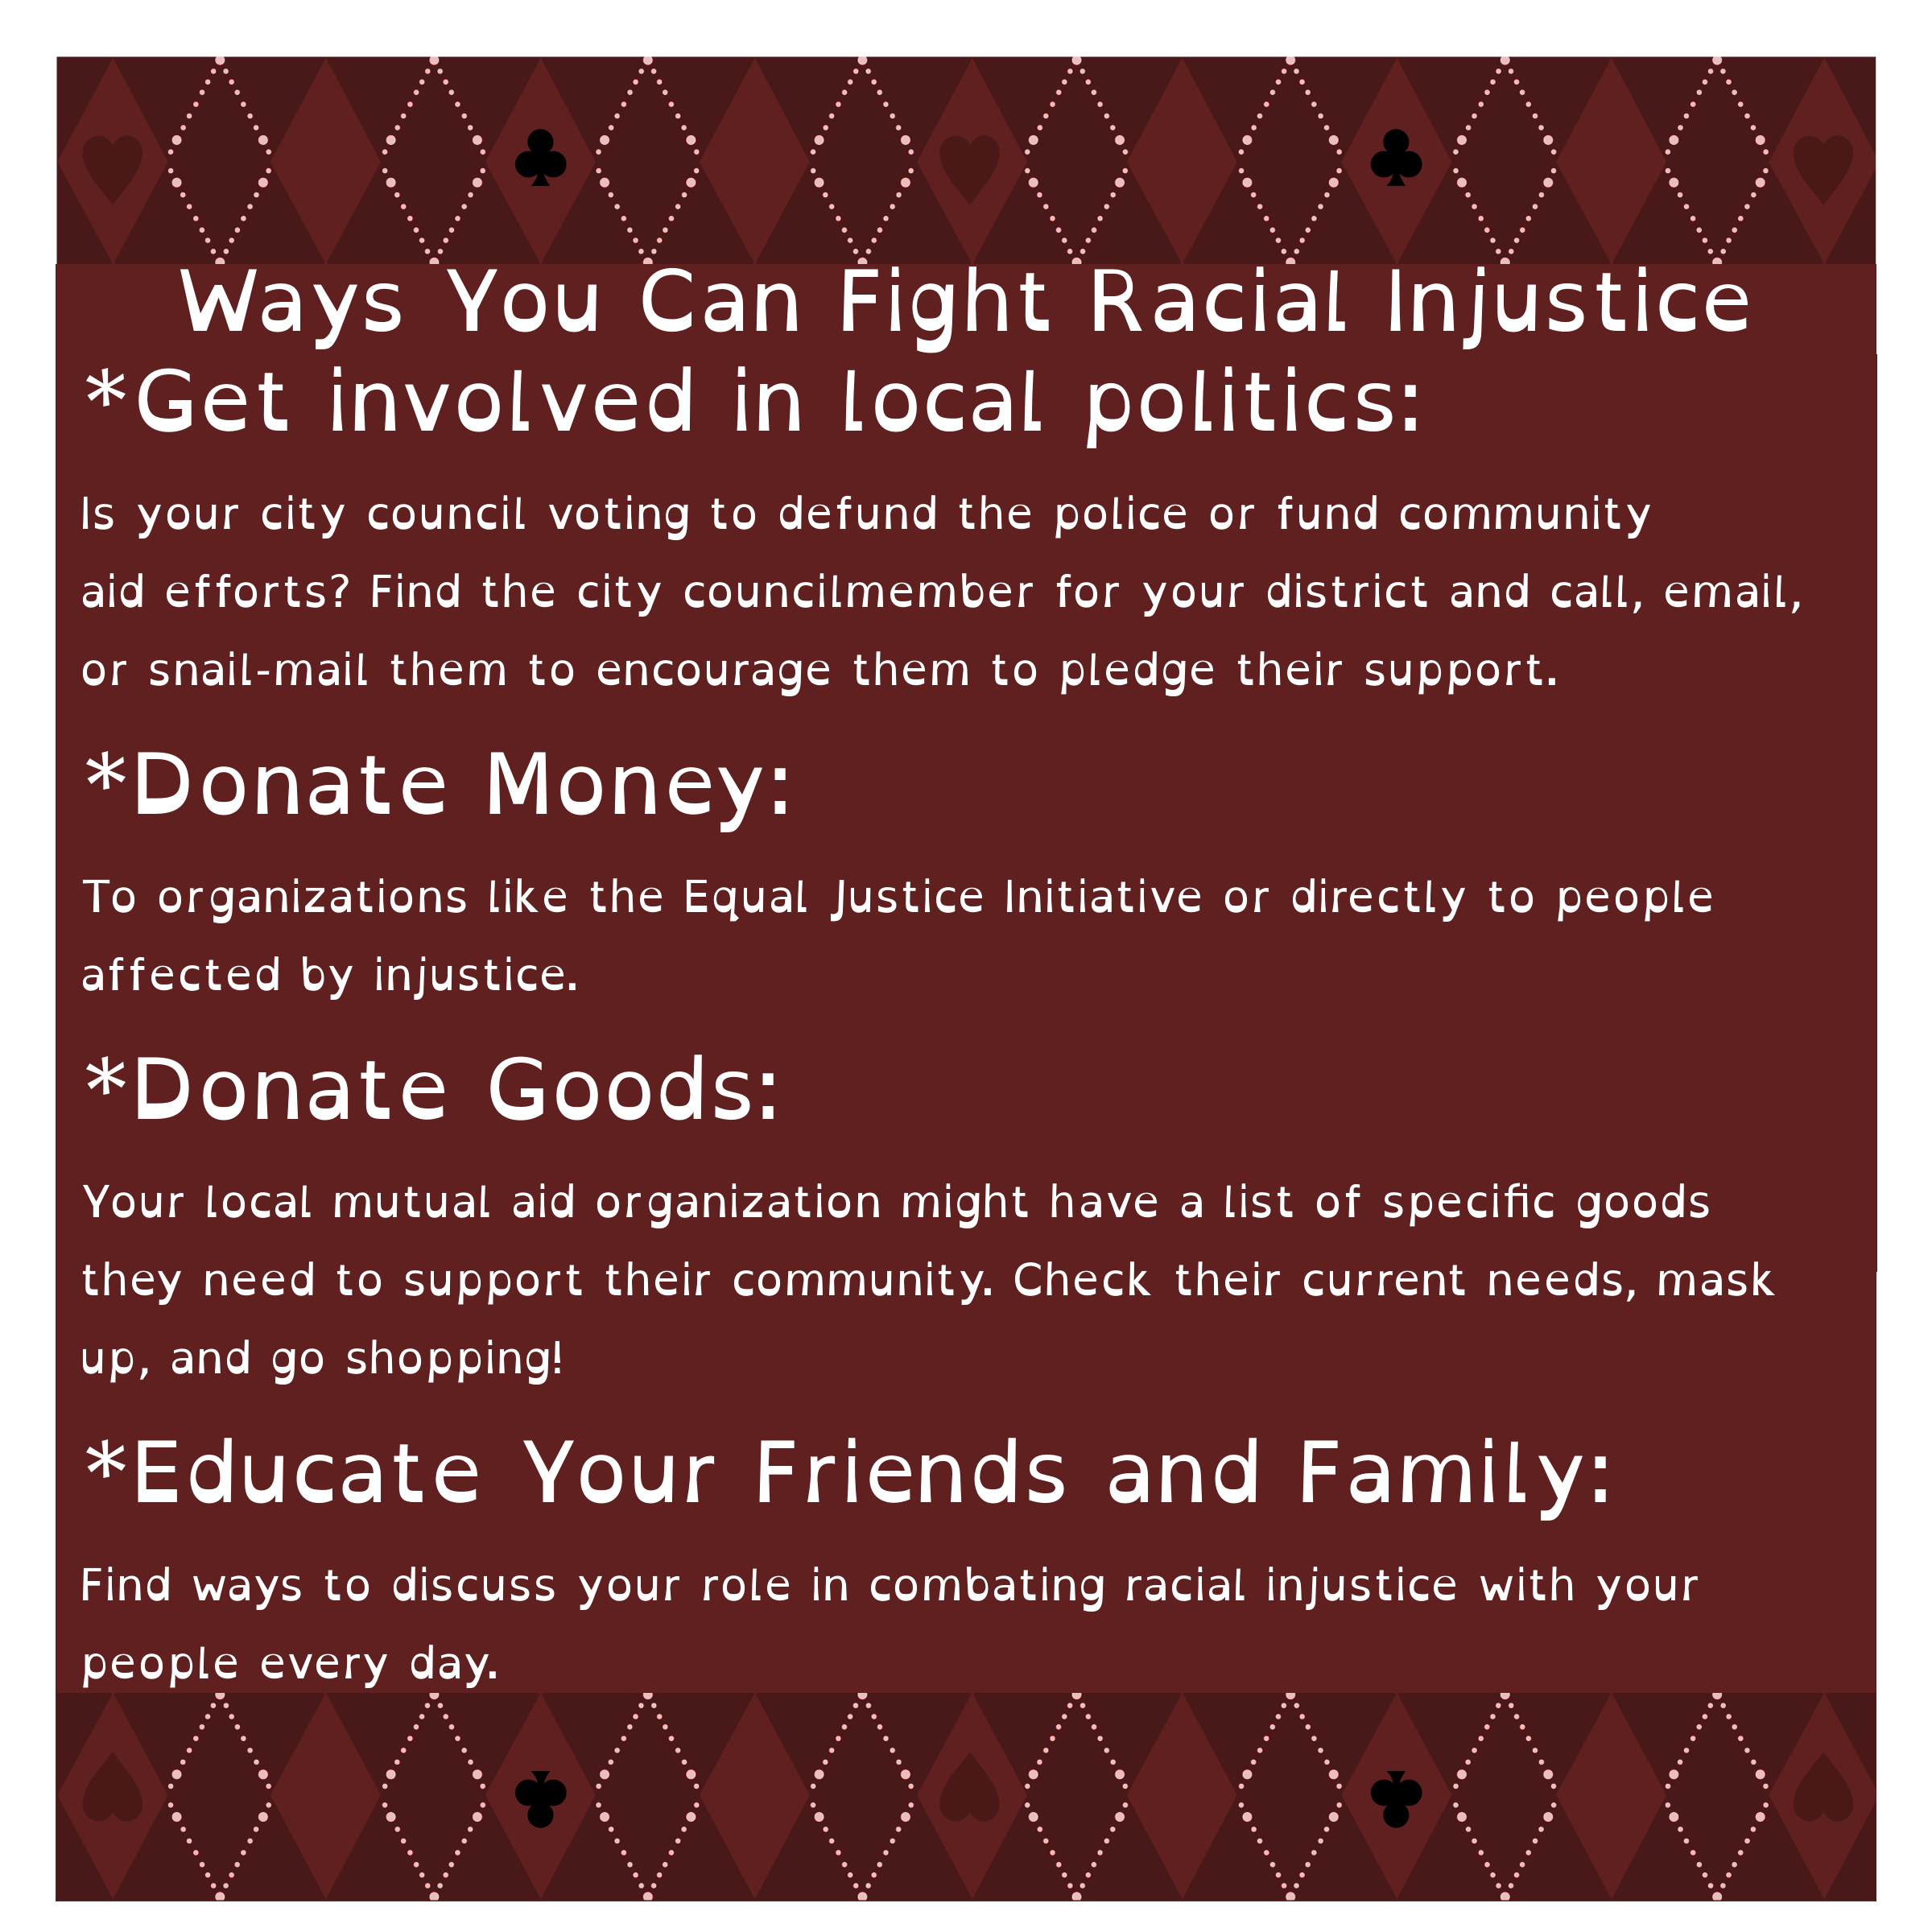 Ways You Can Fight Racial Injustice
*Get involved in local politics:
Is your city council voting to defund the police or fund community
aid efforts? Find the city councilmember for your district and call, email,
or snail-mail them to encourage them to pledge their support.
*Donate Money:
To organizations like the Equal Justice Initiative or directly to people
affected by injustice.
*Donate Goods:
Your local mutual aid organization might have a list of specific goods
they need to support their community. Check their current needs, mask
up, and go shopping!
*Educate Your Friends and Family:
Find ways to discuss your role in combating racial injustice with your
people every day.